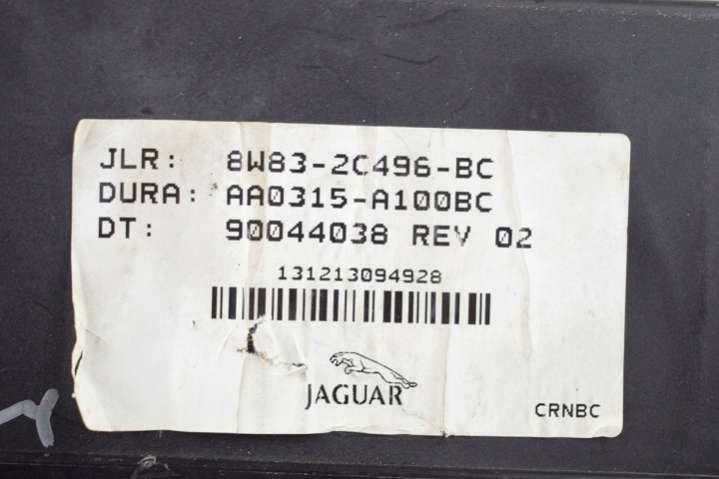 JLR: 8W83-2C496-BC
DURA: AA0315-A100BC
DT: 90044038 REV 02
131213094928
JAGUAR
CRNBC